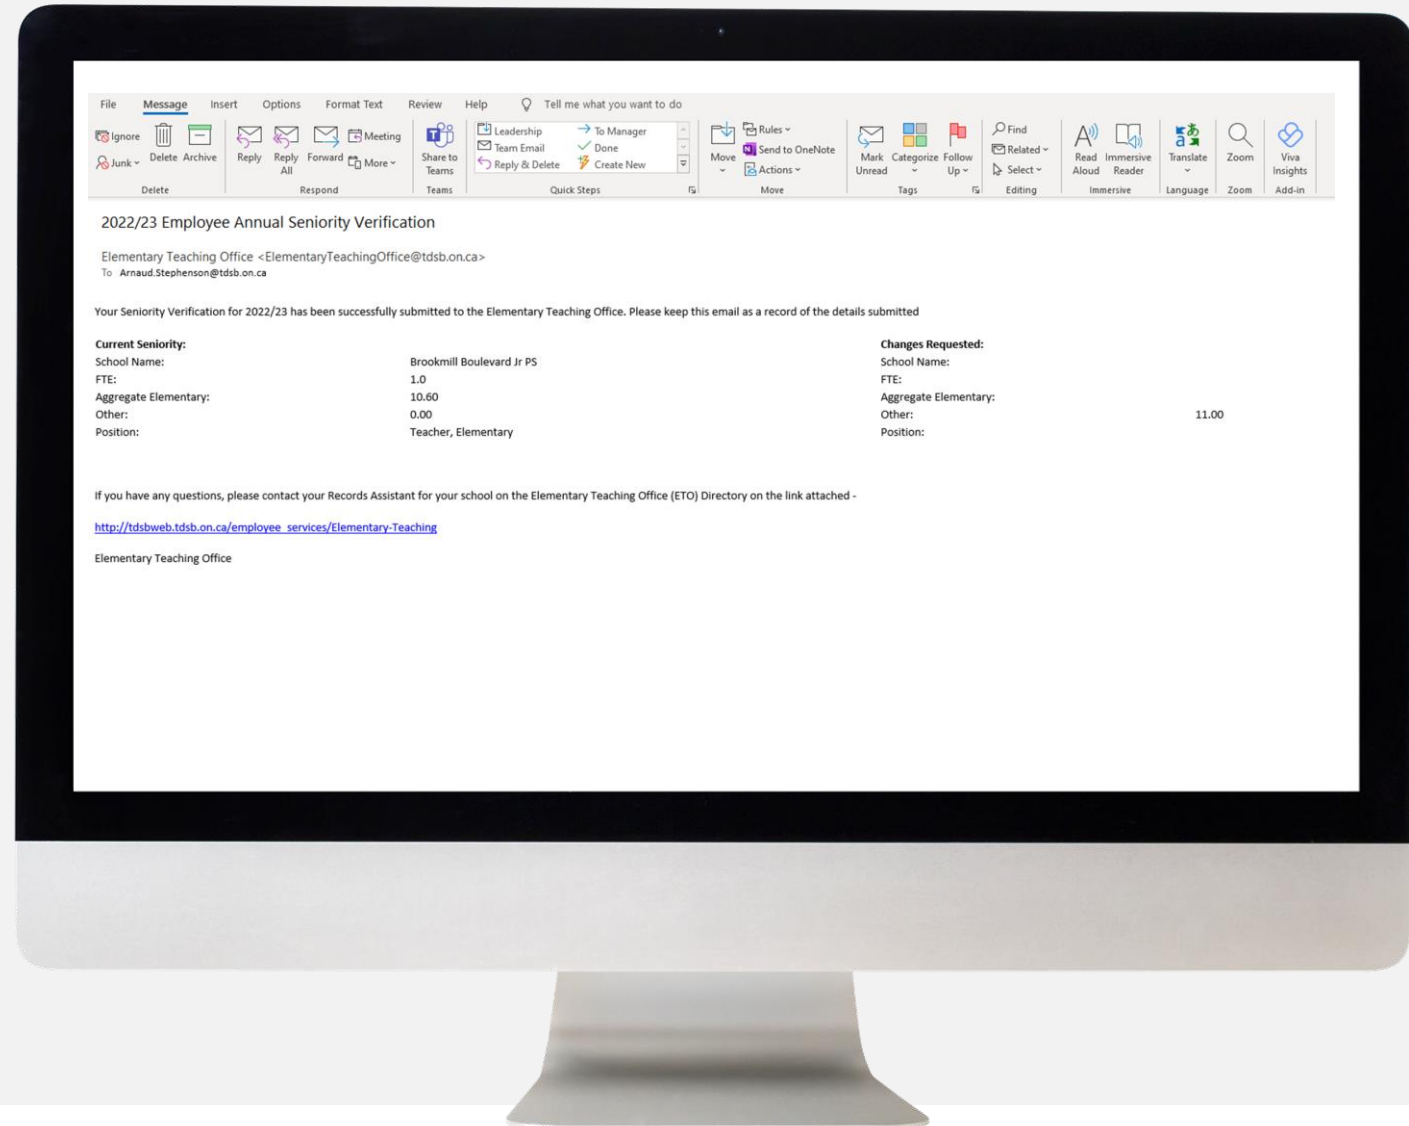 File Message Insert Options Format Text Review Help Tell me what you want to do
Ignore
Junk
Delete Archive
Delete
Reply Reply All Forward
Meeting
More
Respond
Share to Teams
Teams
Leadership To Manager
Team Email Done
Reply & Delete Create New
Quick Steps
Move
Rules
Send to OneNote
Actions
Move
Mark Unread Categorize Follow Up
Tags
Find
Related
Select
Editing
Read Aloud Immersive Reader
Immersive
Translate
Language
Zoom
Zoom
Viva Insights
Add-in
2022/23 Employee Annual Seniority Verification
Elementary Teaching Office <ElementaryTeachingOffice@tdsb.on.ca>
To Arnaud.Stephenson@tdsb.on.ca
Your Seniority Verification for 2022/23 has been successfully submitted to the Elementary Teaching Office. Please keep this email as a record of the details submitted
Current Seniority: Changes Requested:
School Name: Brookmill Boulevard Jr PS School Name:
FTE: 1.0 FTE:
Aggregate Elementary: 10.60 Aggregate Elementary:
Other: 0.00 Other: 11.00
Position: Teacher, Elementary Position:
If you have any questions, please contact your Records Assistant for your school on the Elementary Teaching Office (ETO) Directory on the link attached -
http://tdsbweb.tdsb.on.ca/employee_services/Elementary-Teaching
Elementary Teaching Office